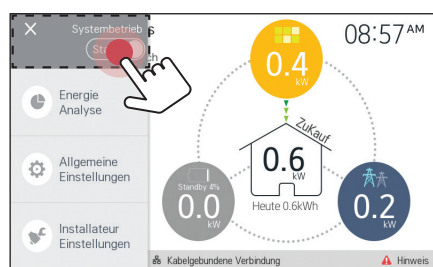 Systembetrieb
08:57AM
Energie
Analyse
Allgemeine
Einstellungen
Installateur
Einstellungen
0.4
kW
ZuKauf
0.6
kW
Heute 0.6kWh
Standby 4%
0.0
kW
0.2
kW
Kabelgebundene Verbindung
Hinweis